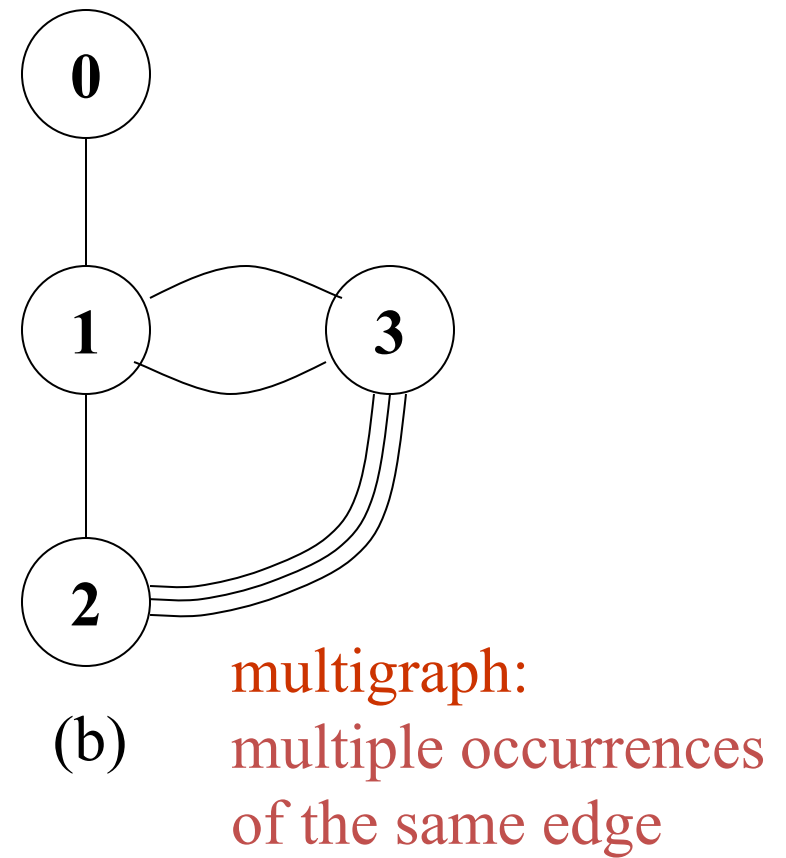 0
1
3
2
(b)
multigraph:
multiple occurrences
of the same edge